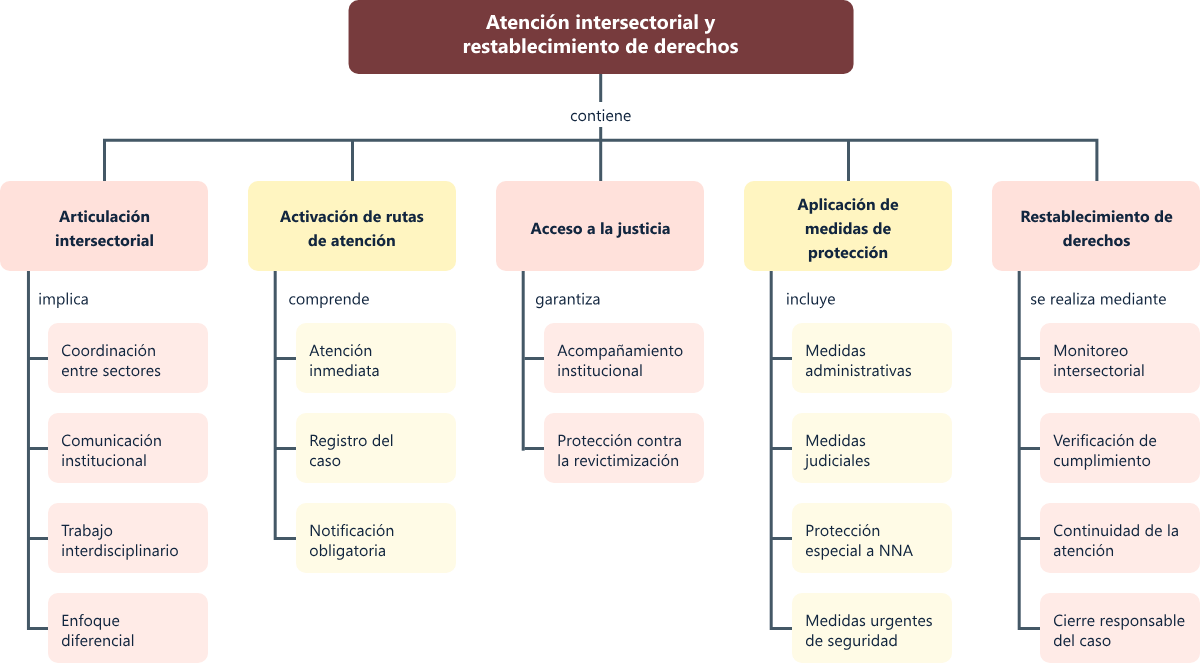 Atención intersectorial y
restablecimiento de derechos
contiene
Articulación
intersectorial
implica
Coordinación
entre sectores
Comunicación
institucional
Trabajo
interdisciplinario
Enfoque
diferencial
Activación de rutas
de atención
comprende
Atención
inmediata
Registro del
caso
Notificación
obligatoria
Acceso a la justicia
garantiza
Acompañamiento
institucional
Protección contra
la revictimización
Aplicación de
medidas de
protección
incluye
Medidas
administrativas
Medidas
judiciales
Protección
especial a NNA
Medidas urgentes
de seguridad
Restablecimiento de
derechos
se realiza mediante
Monitoreo
intersectorial
Verificación de
cumplimiento
Continuidad de la
atención
Cierre responsable
del caso